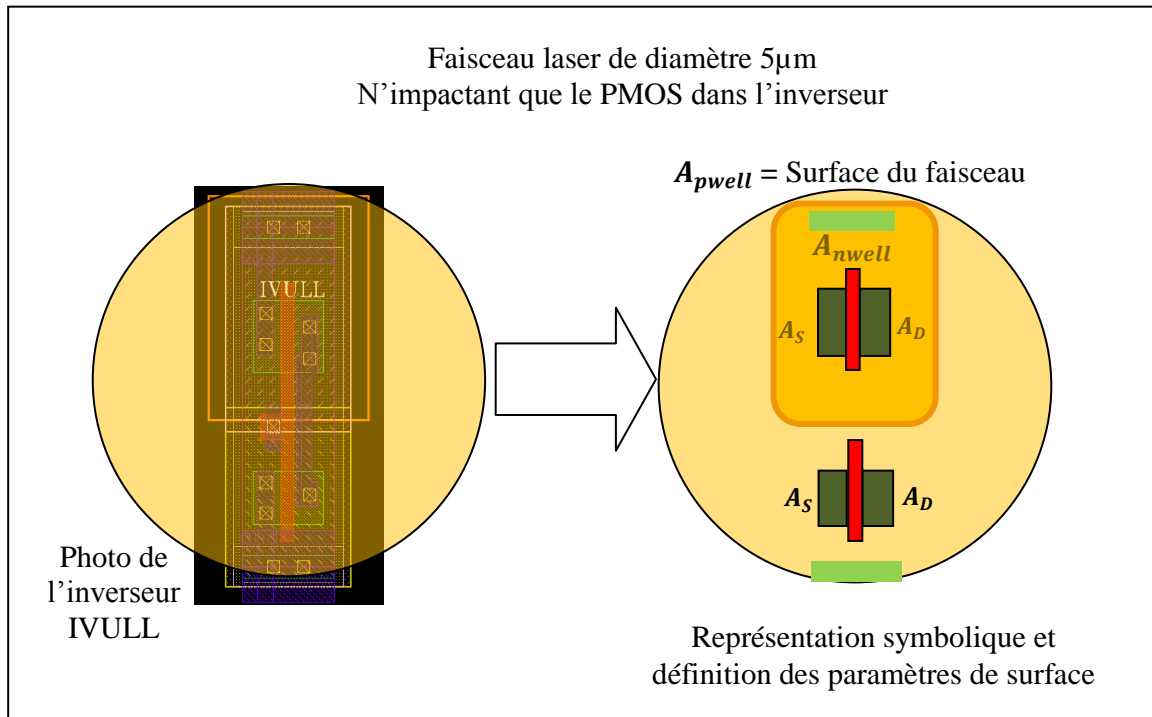 Faisceau laser de diamètre 5µm
N'impactant que le PMOS dans l'inverseur
A_pwell = Surface du faisceau
IVULL
A_nwell
A_S A_D
A_S A_D
Photo de
l'inverseur
IVULL
Représentation symbolique et
définition des paramètres de surface